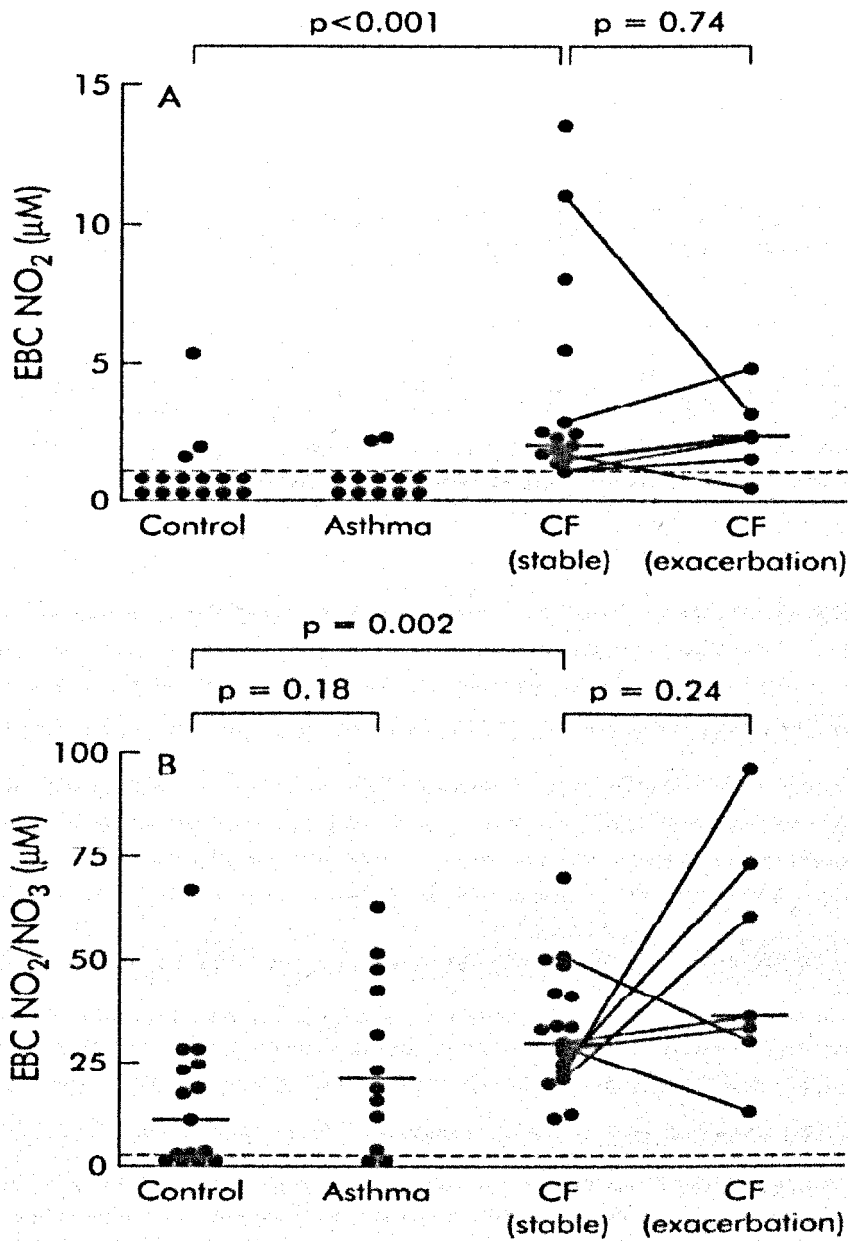 p<0.001
p = 0.74
A
EBC NO2 (µM)
15
10
5
0
Control
Asthma
CF
(stable)
CF
(exacerbation)
p = 0.002
p = 0.18
p = 0.24
B
EBC NO2/NO3 (µM)
100
75
50
25
0
Control
Asthma
CF
(stable)
CF
(exacerbation)